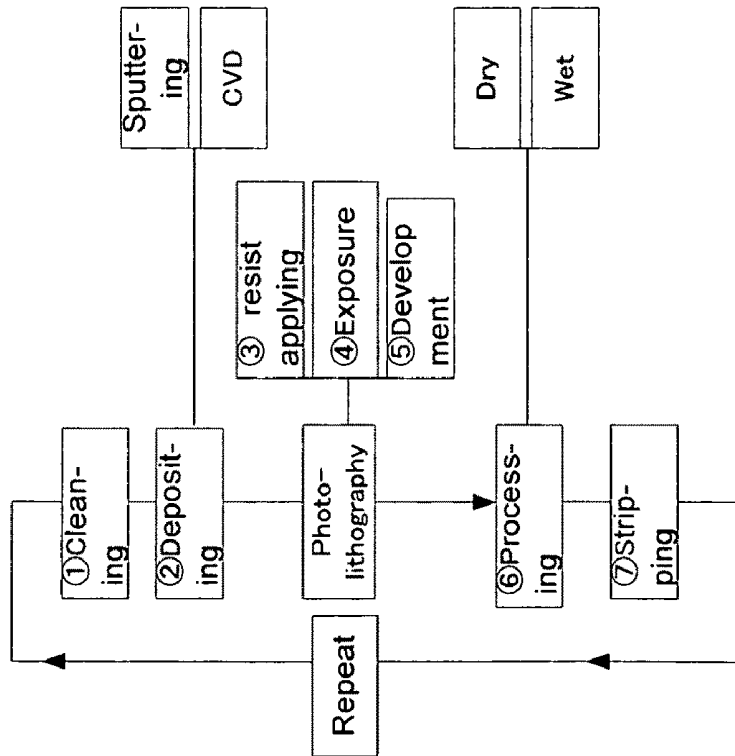 ①Clean-
ing
②Deposit-
ing
Sputter-
ing
CVD
Photo-
lithography
③ resist
applying
④Exposure
⑤Develop
ment
⑥Process-
ing
Dry
Wet
⑦Strip-
ping
Repeat